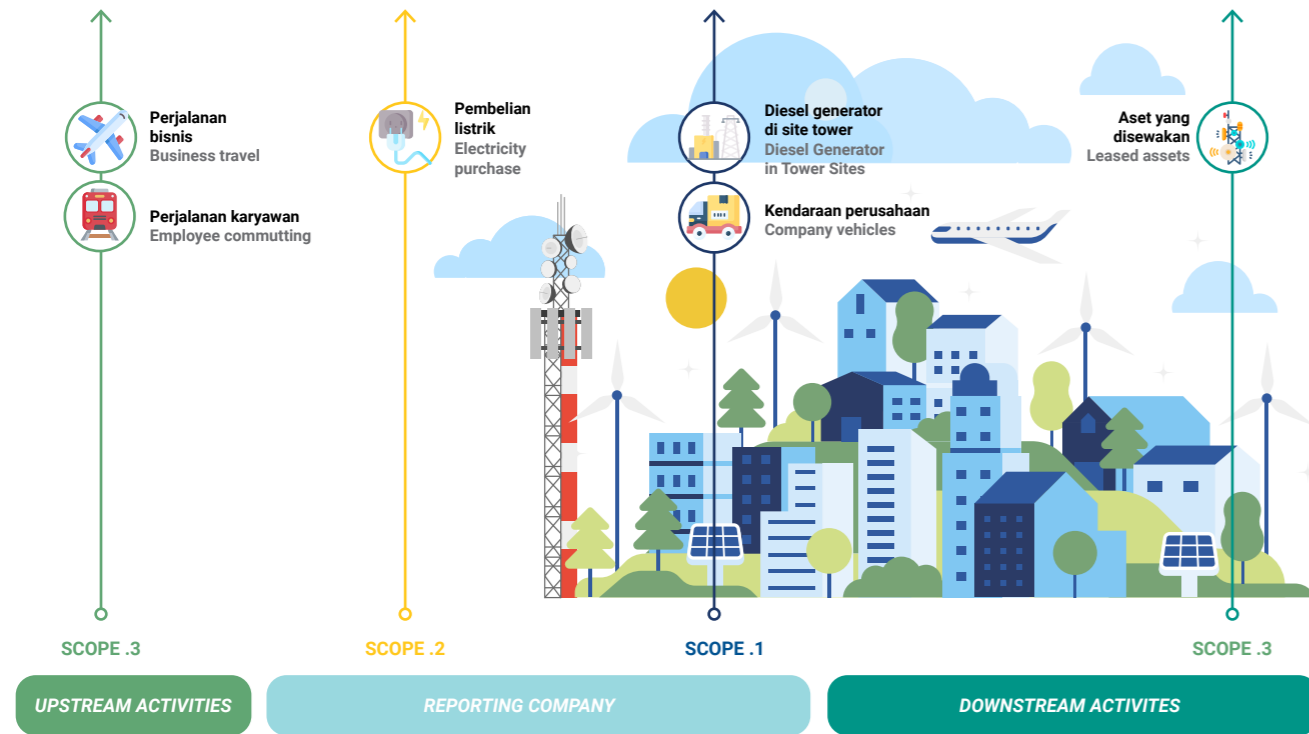 Perjalanan
bisnis
Business travel
Perjalanan karyawan
Employee commutting
Pembelian
listrik
Electricity
purchase
Diesel generator
di site tower
Diesel Generator
in Tower Sites
Kendaraan perusahaan
Company vehicles
Aset yang
disewakan
Leased assets
SCOPE .3
SCOPE .2
SCOPE .1
SCOPE .3
UPSTREAM ACTIVITIES
REPORTING COMPANY
DOWNSTREAM ACTIVITES